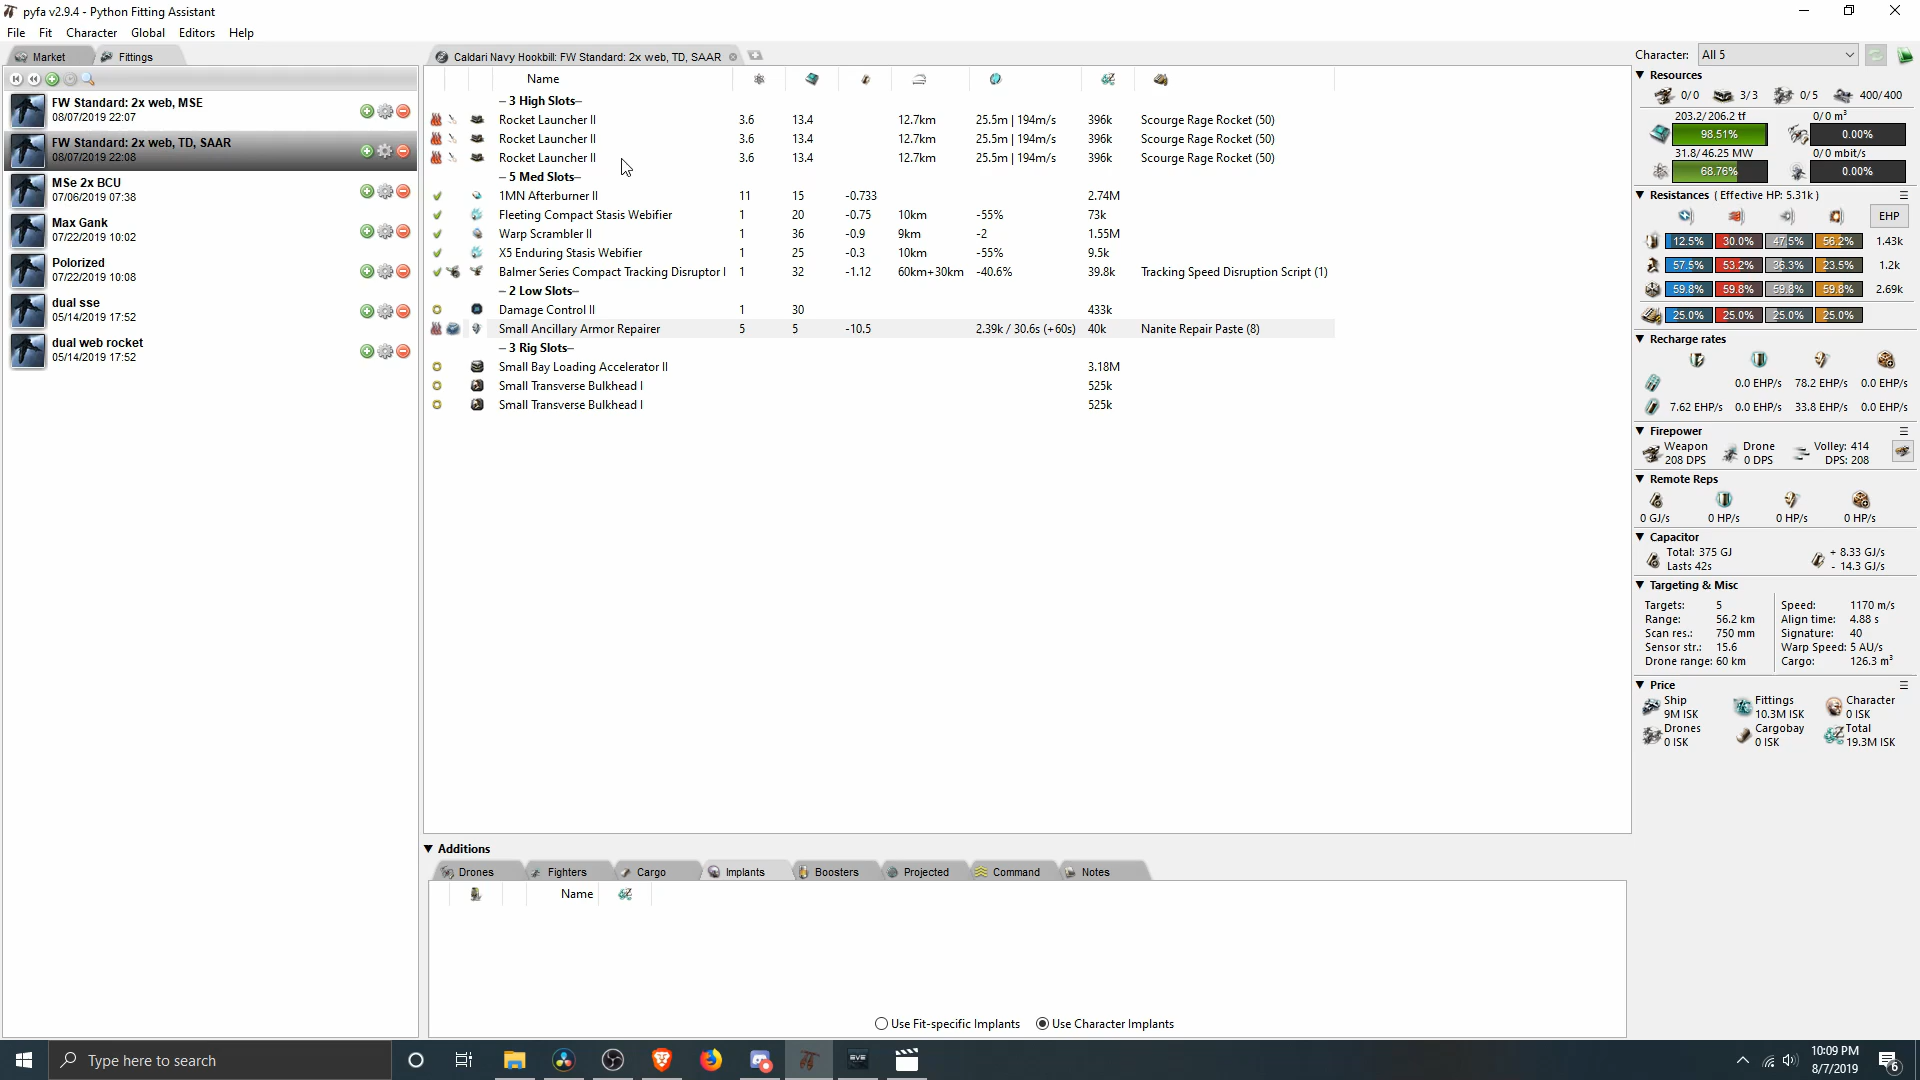 pyfa v2.9.4 - Python Fitting Assistant
File Fit Character Global Editors Help
Market Fittings
Caldari Navy Hookbill: FW Standard: 2x web, TD, SAAR
Character: All 5
FW Standard: 2x web, MSE
08/07/2019 22:07
FW Standard: 2x web, TD, SAAR
08/07/2019 22:08
MSe 2x BCU
07/06/2019 07:38
Max Gank
07/22/2019 10:02
Polorized
07/22/2019 10:08
dual sse
05/14/2019 17:52
dual web rocket
05/14/2019 17:52
Name
– 3 High Slots–
Rocket Launcher II 3.6 13.4 12.7km 25.5m | 194m/s 396k Scourge Rage Rocket (50)
Rocket Launcher II 3.6 13.4 12.7km 25.5m | 194m/s 396k Scourge Rage Rocket (50)
Rocket Launcher II 3.6 13.4 12.7km 25.5m | 194m/s 396k Scourge Rage Rocket (50)
– 5 Med Slots–
1MN Afterburner II 11 15 -0.733 2.74M
Fleeting Compact Stasis Webifier 1 20 -0.75 10km -55% 73k
Warp Scrambler II 1 36 -0.9 9km -2 1.55M
X5 Enduring Stasis Webifier 1 25 -0.3 10km -55% 9.5k
Balmer Series Compact Tracking Disruptor I 1 32 -1.12 60km+30km -40.6% 39.8k Tracking Speed Disruption Script (1)
– 2 Low Slots–
Damage Control II 1 30 433k
Small Ancillary Armor Repairer 5 5 -10.5 2.39k / 30.6s (+60s) 40k Nanite Repair Paste (8)
– 3 Rig Slots–
Small Bay Loading Accelerator II 3.18M
Small Transverse Bulkhead I 525k
Small Transverse Bulkhead I 525k
Resources
0/0 3/3 0/5 400/400
203.2/206.2 tf 0/0 m³
98.51% 0.00%
31.8/46.25 MW 0/0 mbit/s
68.76% 0.00%
Resistances (Effective HP: 5.31k)
EHP
12.5% 30.0% 47.5% 56.2% 1.43k
57.5% 53.2% 36.3% 23.5% 1.2k
59.8% 59.8% 59.8% 59.8% 2.69k
25.0% 25.0% 25.0% 25.0%
Recharge rates
0.0 EHP/s 78.2 EHP/s 0.0 EHP/s
7.62 EHP/s 0.0 EHP/s 33.8 EHP/s 0.0 EHP/s
Firepower
Weapon Drone Volley: 414
208 DPS 0 DPS DPS: 208
Remote Reps
0 GJ/s 0 HP/s 0 HP/s 0 HP/s
Capacitor
Total: 375 GJ + 8.33 GJ/s
Lasts 42s - 14.3 GJ/s
Targeting & Misc
Targets: 5 Speed: 1170 m/s
Range: 56.2 km Align time: 4.88 s
Scan res.: 750 mm Signature: 40
Sensor str.: 15.6 Warp Speed: 5 AU/s
Drone range: 60 km Cargo: 126.3 m³
Price
Ship Fittings Character
9M ISK 10.3M ISK 0 ISK
Drones Cargobay Total
0 ISK 0 ISK 19.3M ISK
Additions
Drones Fighters Cargo Implants Boosters Projected Command Notes
Name
Use Fit-specific Implants Use Character Implants
Type here to search
EVE
10:09 PM
8/7/2019
6